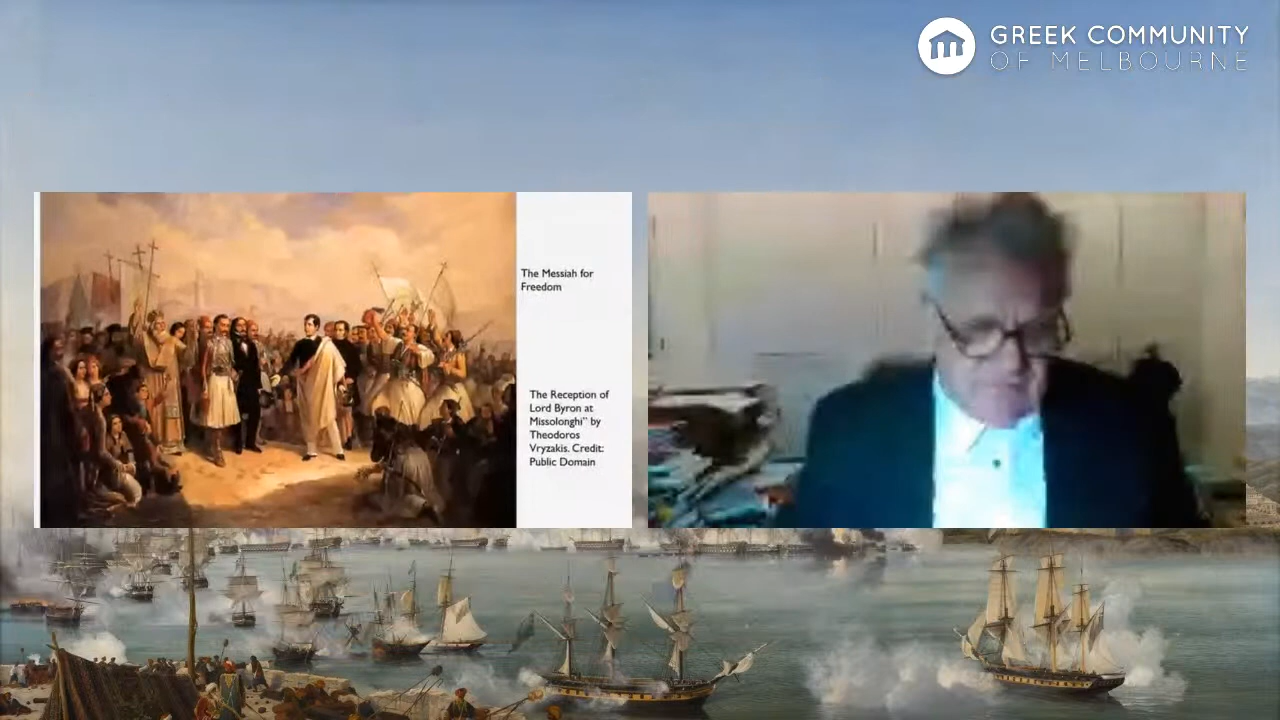 GREEK COMMUNITY
OF MELBOURNE
The Messiah for
Freedom
The Reception of
Lord Byron at
Missolonghi" by
Theodoros
Vryzakis. Credit:
Public Domain